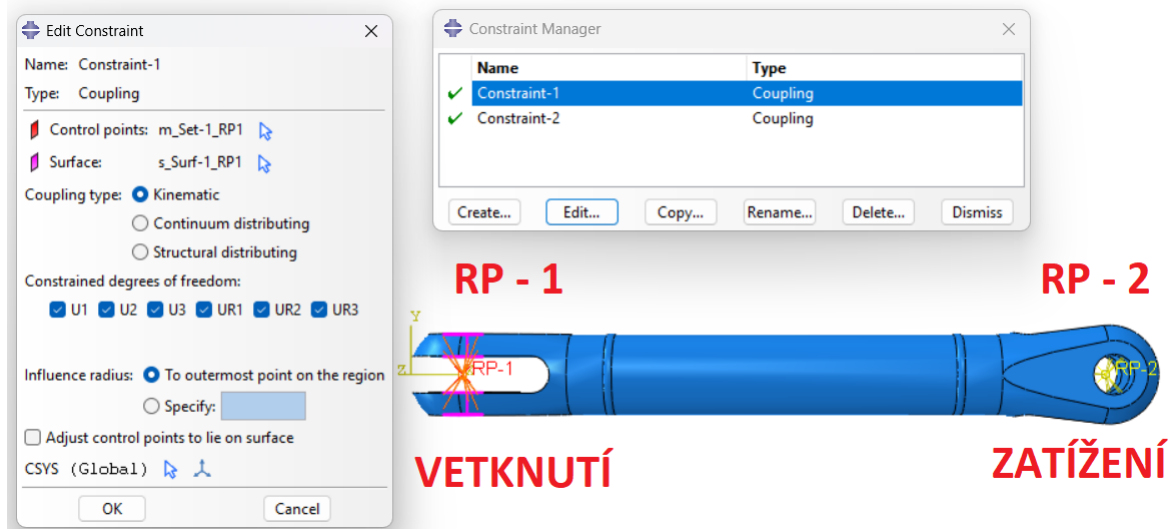 Edit Constraint
Name: Constraint-1
Type: Coupling
Control points: m_Set-1_RP1
Surface: s_Surf-1_RP1
Coupling type: Kinematic
Continuum distributing
Structural distributing
Constrained degrees of freedom:
U1 U2 U3 UR1 UR2 UR3
Influence radius: To outermost point on the region
Specify:
Adjust control points to lie on surface
CSYS (Global)
OK Cancel
Constraint Manager
Name Type
Constraint-1 Coupling
Constraint-2 Coupling
Create... Edit... Copy... Rename... Delete... Dismiss
RP - 1 RP - 2
Y
Z RP-1 RP-2
VETKNUTÍ ZATÍŽENÍ